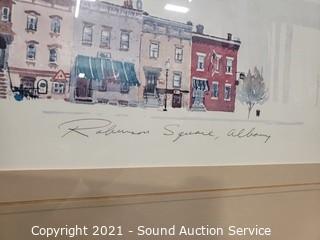 Robinson Square, Albany
Copyright 2021 - Sound Auction Service